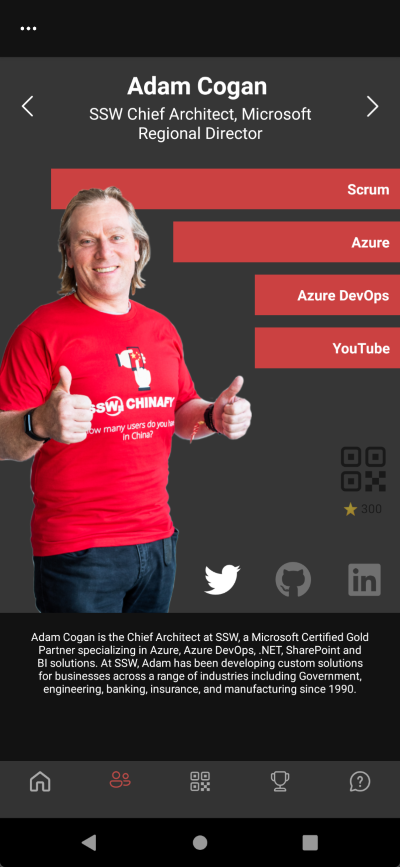 Adam Cogan
SSW Chief Architect, Microsoft
Regional Director
Scrum
Azure
Azure DevOps
YouTube
SSW CHINAFY
many users do you
in China?
300
Adam Cogan is the Chief Architect at SSW, a Microsoft Certified Gold
Partner specializing in Azure, Azure DevOps, .NET, SharePoint and
BI solutions. At SSW, Adam has been developing custom solutions
for businesses across a range of industries including Government,
engineering, banking, insurance, and manufacturing since 1990.